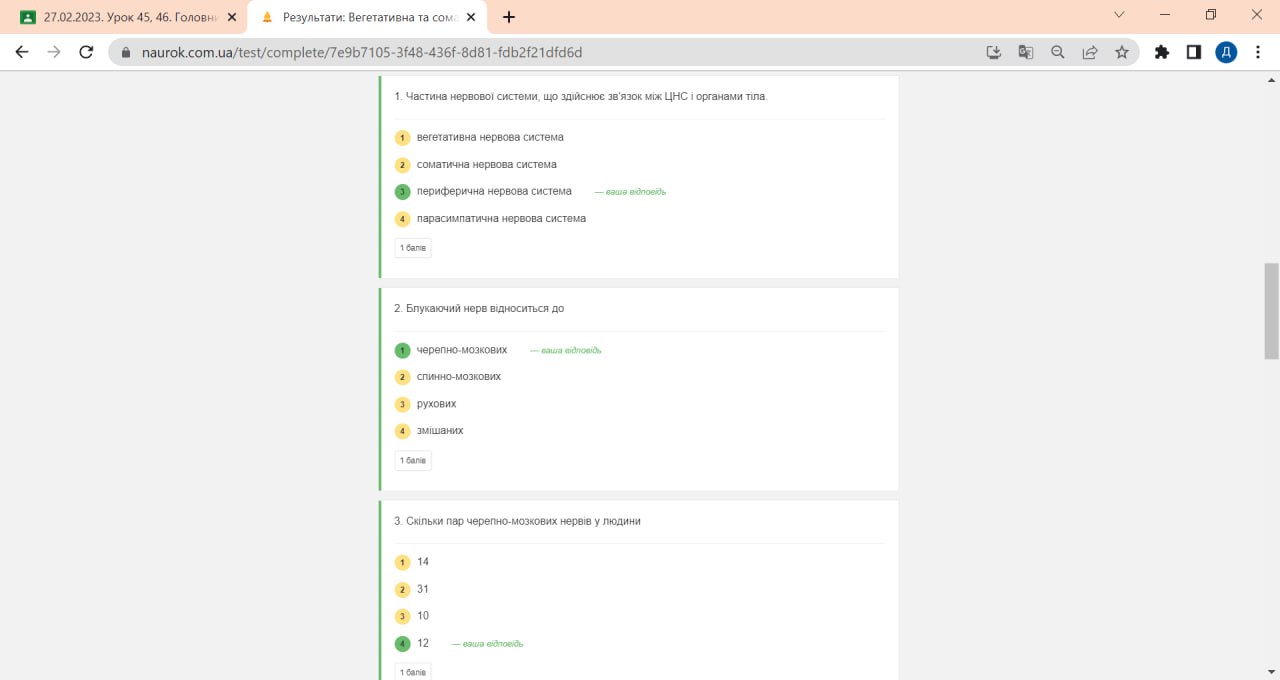 27.02.2023. Урок 45, 46. Головни
Результати: Вегетативна та сома
naurok.com.ua/test/complete/7e9b7105-3f48-436f-8d81-fdb2f21dfd6d
Д
1. Частина нервової системи, що здійснює зв'язок між ЦНС і органами тіла.
1 вегетативна нервова система
2 соматична нервова система
3 периферична нервова система — ваша відповідь
4 парасимпатична нервова система
1 балів
2. Блукаючий нерв відноситься до
1 черепно-мозкових — ваша відповідь
2 спинно-мозкових
3 рухових
4 змішаних
1 балів
3. Скільки пар черепно-мозкових нервів у людини
1 14
2 31
3 10
4 12 — ваша відповідь
1 балів